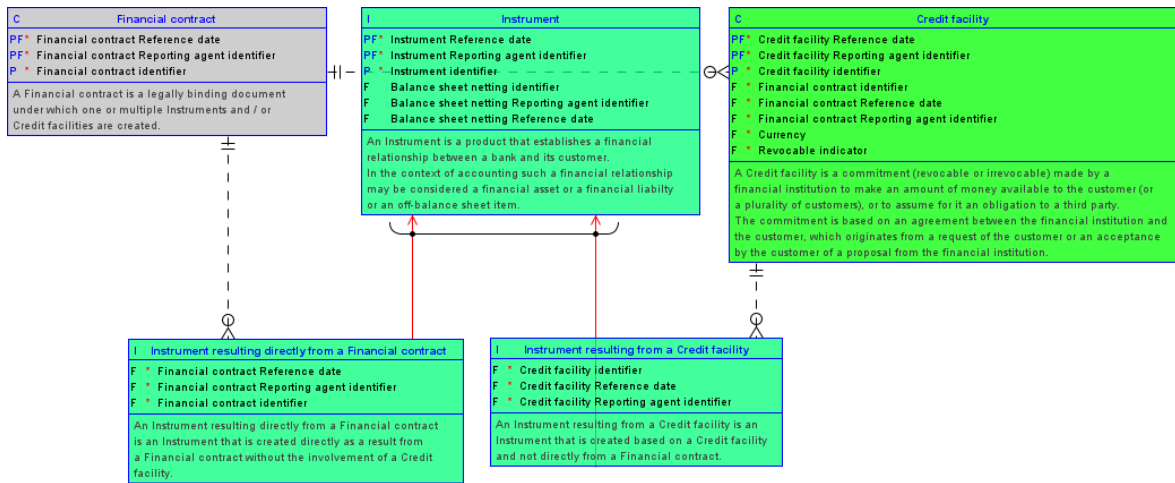 C Financial contract
PF* Financial contract Reference date
PF* Financial contract Reporting agent identifier
P * Financial contract identifier
A Financial contract is a legally binding document
under which one or multiple Instruments and / or
Credit facilities are created.
I Instrument
PF* Instrument Reference date
PF* Instrument Reporting agent identifier
P * Instrument identifier
F Balance sheet netting identifier
F Balance sheet netting Reporting agent identifier
F Balance sheet netting Reference date
An Instrument is a product that establishes a financial
relationship between a bank and its customer.
In the context of accounting such a financial relationship
may be considered a financial asset or a financial liabilty
or an off-balance sheet item.
C Credit facility
PF* Credit facility Reference date
PF* Credit facility Reporting agent identifier
P * Credit facility identifier
F * Financial contract identifier
F * Financial contract Reference date
F * Financial contract Reporting agent identifier
F * Currency
F * Revocable indicator
A Credit facility is a commitment (revocable or irrevocable) made by a
financial institution to make an amount of money available to the customer (or
a plurality of customers), or to assume for it an obligation to a third party.
The commitment is based on an agreement between the financial institution and
the customer, which originates from a request of the customer or an acceptance
by the customer of a proposal from the financial institution.
I Instrument resulting directly from a Financial contract
F * Financial contract Reference date
F * Financial contract Reporting agent identifier
F * Financial contract identifier
An Instrument resulting directly from a Financial contract
is an Instrument that is created directly as a result from
a Financial contract without the involvement of a Credit
facility.
I Instrument resulting from a Credit facility
F * Credit facility identifier
F * Credit facility Reference date
F * Credit facility Reporting agent identifier
An Instrument resulting from a Credit facility is an
Instrument that is created based on a Credit facility
and not directly from a Financial contract.